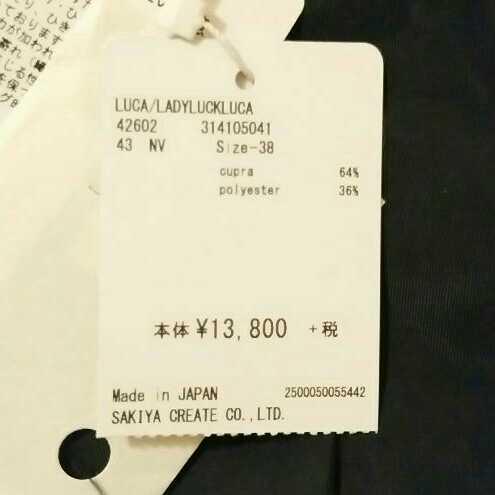 LUCA/LADYLUCKLUCA
42602 314105041
43 NV Size-38
cupra 64%
polyester 36%
本体 ¥13,800 +税
Made in JAPAN 2500050055442
SAKIYA CREATE CO.,LTD.